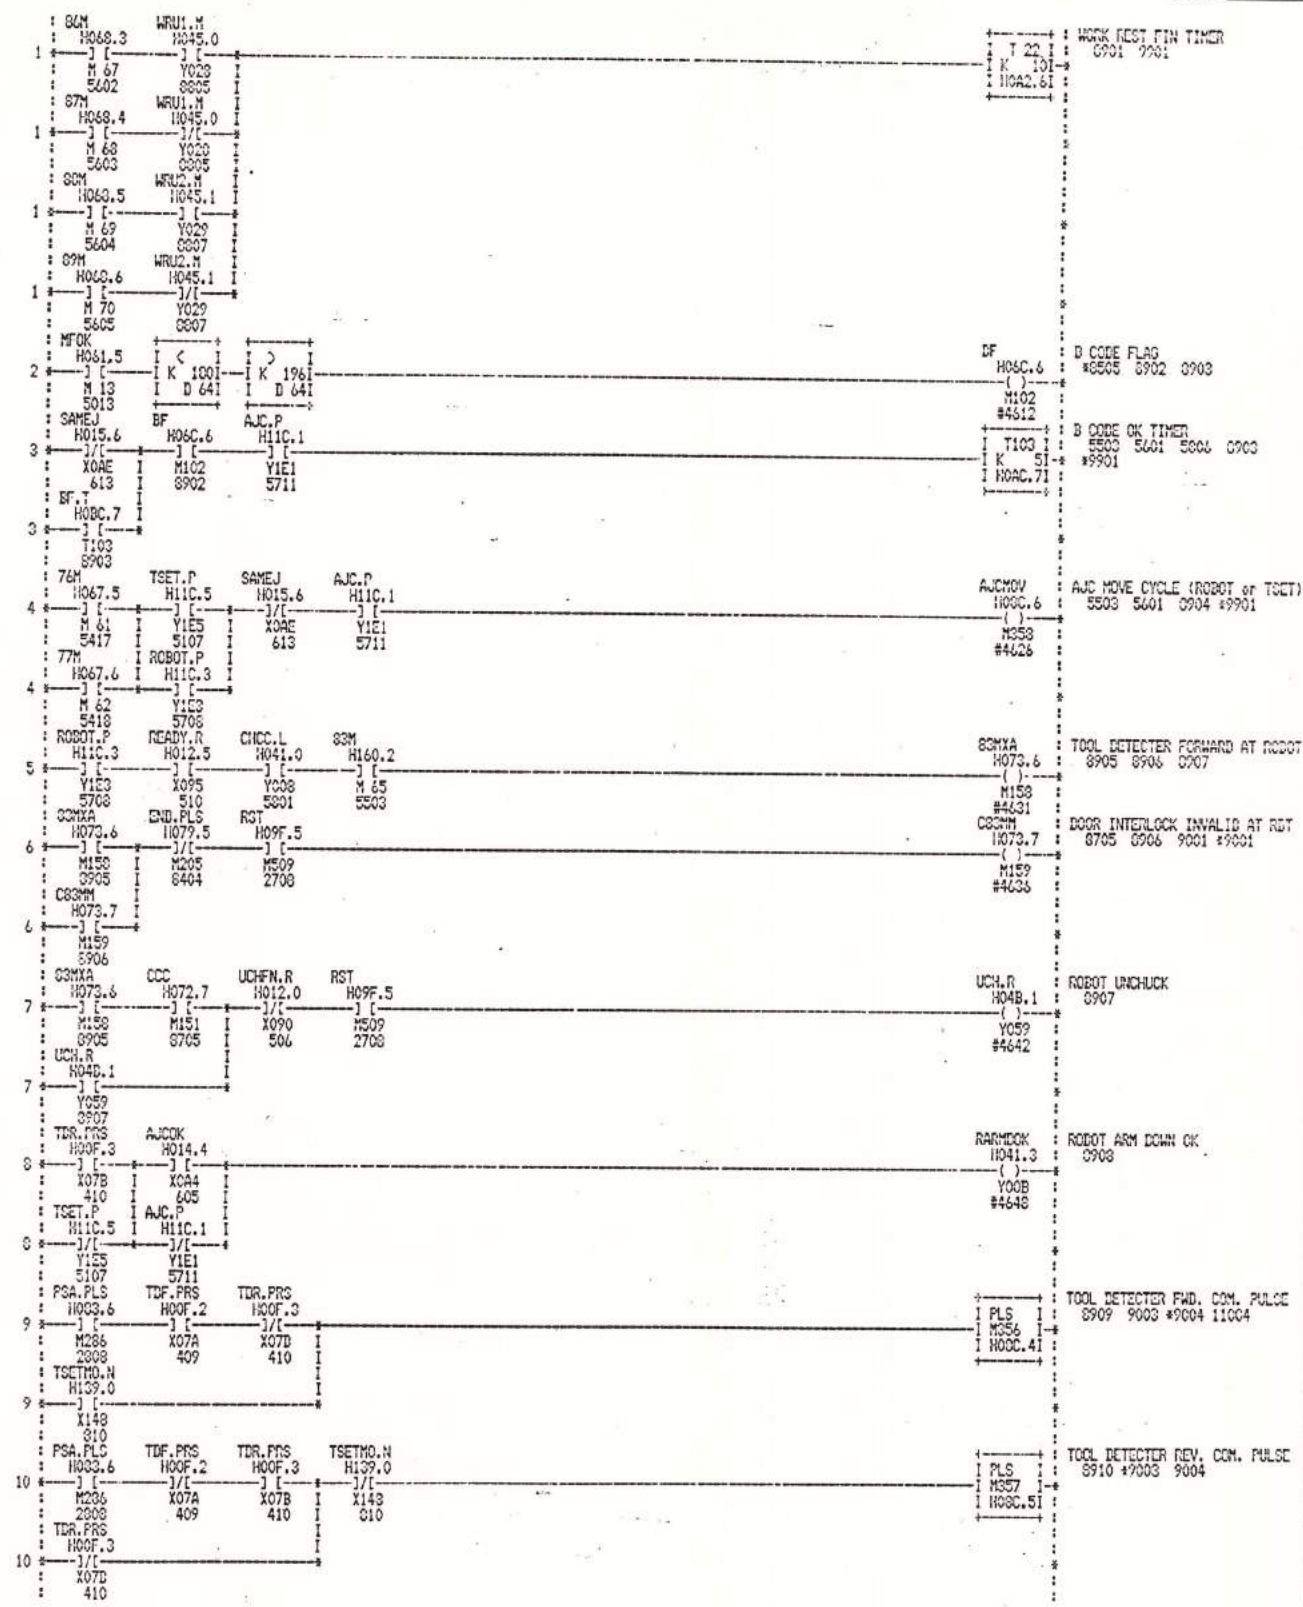 86M WRU1.M
H068.3 H045.0 T 22 WORK REST FIN TIMER
1 ] [ ] [ K 10 8901 9901
M 67 Y028 H0A2.6
5602 8805
87M WRU1.M
H068.4 H045.0
1 ] [ ]/[
M 68 Y028
5603 8805
88M WRU2.M
H068.5 H045.1
1 ] [ ] [
M 69 Y029
5604 8807
89M WRU2.M
H068.6 H045.1
1 ] [ ]/[
M 70 Y029
5605 8807
MFOK BF B CODE FLAG
H061.5 < > H06C.6 *8505 8902 8903
2 ] [ K 180 K 196 ( )
M 13 D 64 D 64 M102
5013 #4612
SAMEJ BF AJC.P B CODE OK TIMER
H015.6 H06C.6 H11C.1 T103 5503 5601 5806 8903
3 ]/[ ] [ ] [ K 5 *9901
X0AE M102 Y1E1 H0AC.7
613 8902 5711
BF.T
H0BC.7
3 ] [
T103
8903
76M TSET.P SAMEJ AJC.P AJCMOV AJC MOVE CYCLE (ROBOT or TSET)
H067.5 H11C.5 H015.6 H11C.1 H08C.6 5503 5601 8904 *9901
4 ] [ ] [ ]/[ ] [ ( )
M 61 Y1E5 X0AE Y1E1 M358
5417 5107 613 5711 #4626
77M ROBOT.P
H067.6 H11C.3
4 ] [ ] [
M 62 Y1E3
5418 5708
ROBOT.P READY.R CHCC.L 83M 83MXA TOOL DETECTER FORWARD AT ROBOT
H11C.3 H012.5 H041.0 H160.2 H073.6 8905 8906 8907
5 ] [ ] [ ] [ ] [ ( )
Y1E3 X095 Y008 M 65 M158
5708 510 5801 5503 #4631
83MXA END.PLS RST C83MM DOOR INTERLOCK INVALID AT RBT
H073.6 H079.5 H09F.5 H073.7 8705 8906 9001 *9001
6 ] [ ]/[ ] [ ( )
M158 M205 M509 M159
8905 8404 2708 #4636
C83MM
H073.7
6 ] [
M159
8906
83MXA CCC UCHFN.R RST UCH.R ROBOT UNCHUCK
H073.6 H072.7 H012.0 H09F.5 H04B.1 8907
7 ] [ ] [ ]/[ ] [ ( )
M158 M151 X090 M509 Y059
8905 8705 506 2708 #4642
UCH.R
H04B.1
7 ] [
Y059
8907
TDR.PRS AJCOK RARMDOK ROBOT ARM DOWN OK
H00F.3 H014.4 H041.3 8908
8 ] [ ] [ ( )
X07B X0A4 Y00B
410 605 #4648
TSET.P AJC.P
H11C.5 H11C.1
8 ]/[ ]/[
Y1E5 Y1E1
5107 5711
PSA.PLS TDF.PRS TDR.PRS TOOL DETECTER FWD. COM. PULSE
H083.6 H00F.2 H00F.3 PLS 8909 9003 *9004 11004
9 ] [ ] [ ]/[ M356
M286 X07A X07B H08C.4
2808 409 410
TSETMO.N
H139.0
9 ] [
X148
810
PSA.PLS TDF.PRS TDR.PRS TSETMO.N TOOL DETECTER REV. COM. PULSE
H083.6 H00F.2 H00F.3 H139.0 PLS 8910 *9003 9004
10 ] [ ]/[ ] [ ]/[ M357
M286 X07A X07B X148 H08C.5
2808 409 410 810
TDR.PRS
H00F.3
10 ]/[
X07B
410